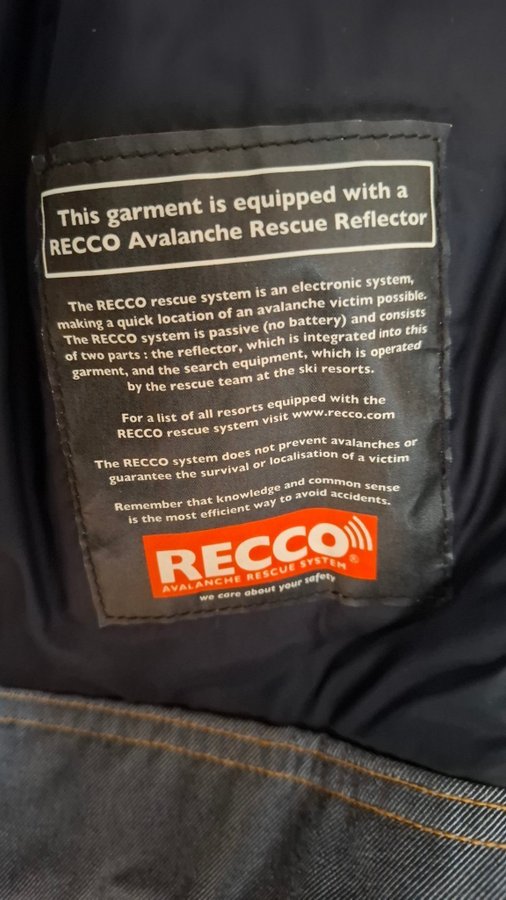 This garment is equipped with a
RECCO Avalanche Rescue Reflector
The RECCO rescue system is an electronic system,
making a quick location of an avalanche victim possible.
The RECCO system is passive (no battery) and consists
of two parts : the reflector, which is integrated into this
garment, and the search equipment, which is operated
by the rescue team at the ski resorts.
For a list of all resorts equipped with the
RECCO rescue system visit www.recco.com
The RECCO system does not prevent avalanches or
guarantee the survival or localisation of a victim
Remember that knowledge and common sense
is the most efficient way to avoid accidents.
RECCO
AVALANCHE RESCUE SYSTEM ®
we care about your safety